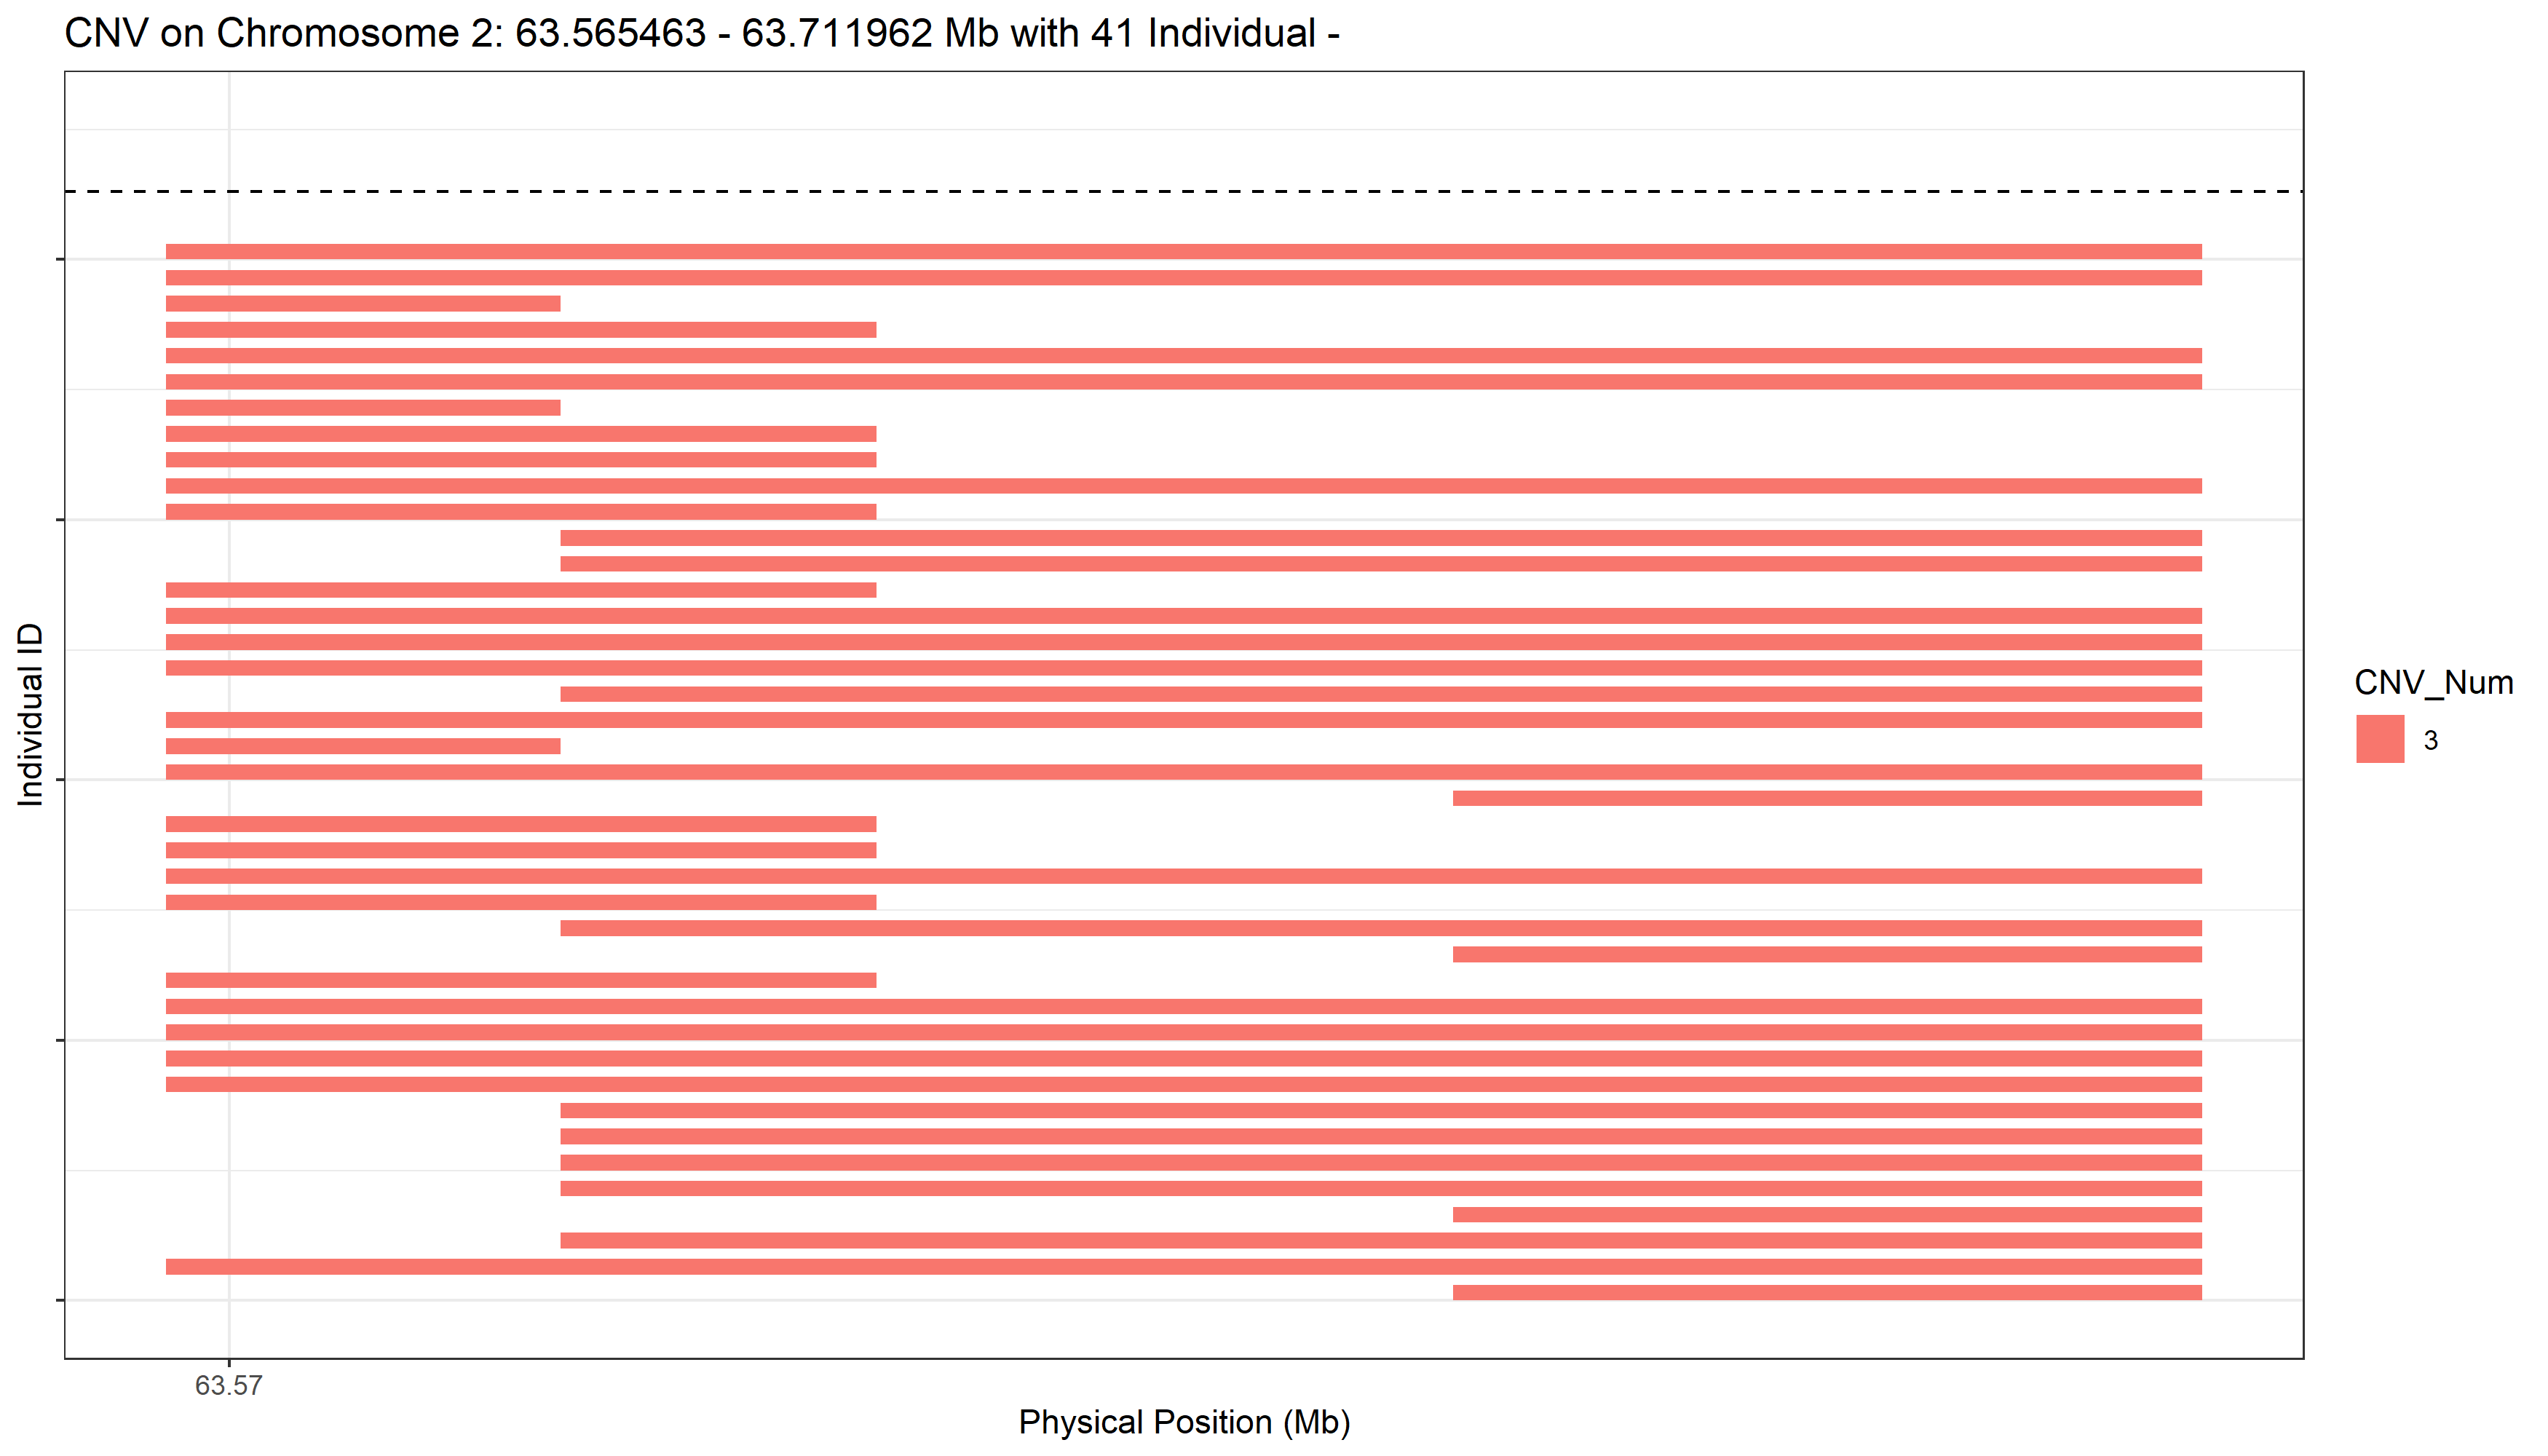 CNV on Chromosome 2: 63.565463 - 63.711962 Mb with 41 Individual -
Individual ID
CNV_Num
3
63.57
Physical Position (Mb)